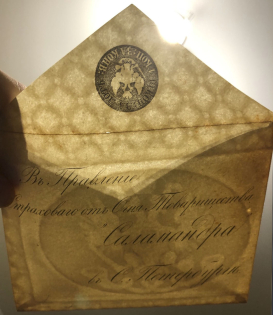 Въ Правленіе
Страховаго отъ Огня Товарищества
"Саламандра
въ С. Петербургѣ